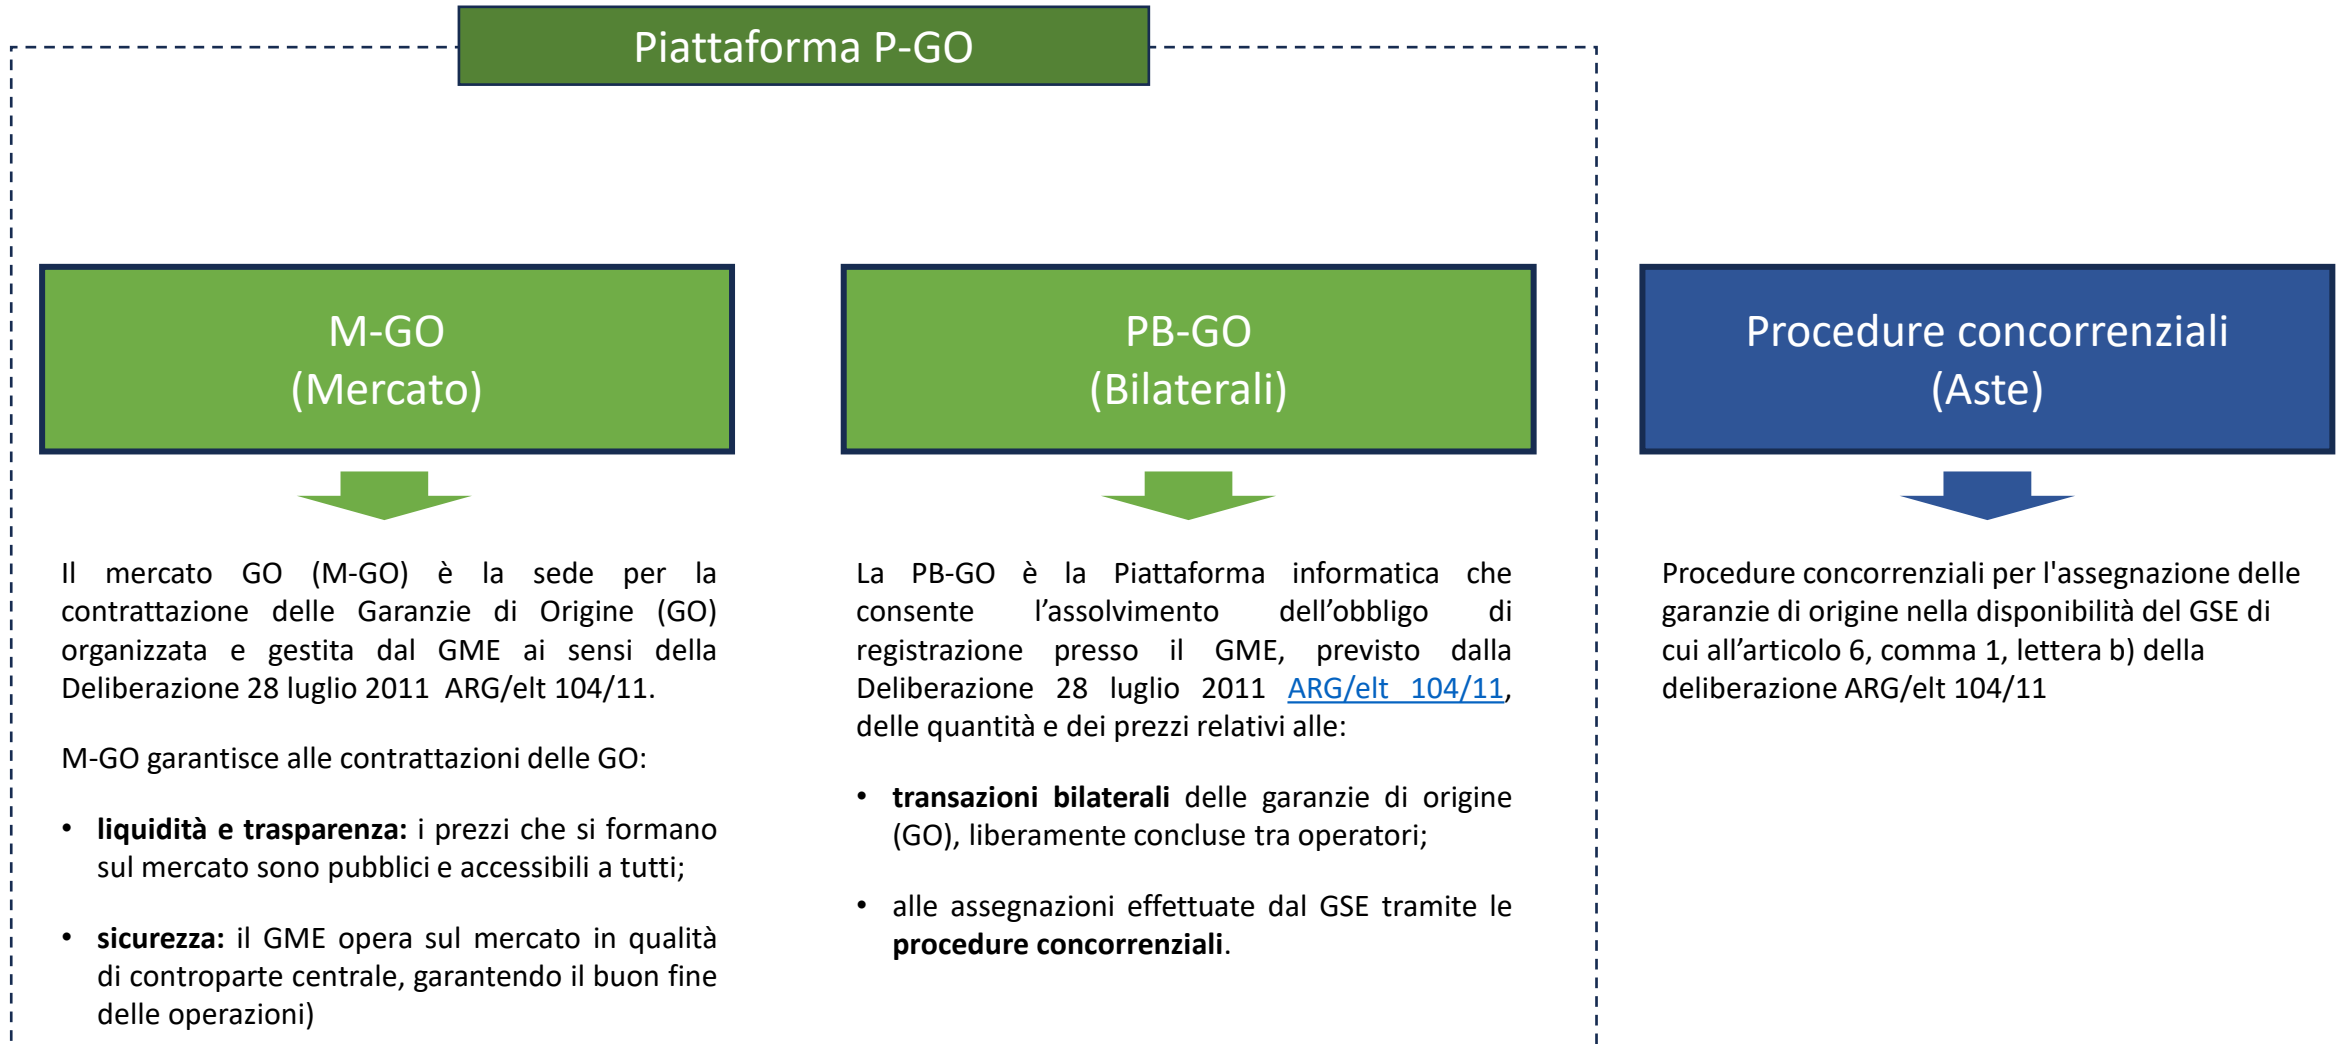 Piattaforma P-GO
M-GO
(Mercato)
Il mercato GO (M-GO) è la sede per la
contrattazione delle Garanzie di Origine (GO)
organizzata e gestita dal GME ai sensi della
Deliberazione 28 luglio 2011 ARG/elt 104/11.
M-GO garantisce alle contrattazioni delle GO:
• liquidità e trasparenza: i prezzi che si formano
sul mercato sono pubblici e accessibili a tutti;
• sicurezza: il GME opera sul mercato in qualità
di controparte centrale, garantendo il buon fine
delle operazioni)
PB-GO
(Bilaterali)
La PB-GO è la Piattaforma informatica che
consente l’assolvimento dell’obbligo di
registrazione presso il GME, previsto dalla
Deliberazione 28 luglio 2011 ARG/elt 104/11,
delle quantità e dei prezzi relativi alle:
• transazioni bilaterali delle garanzie di origine
(GO), liberamente concluse tra operatori;
• alle assegnazioni effettuate dal GSE tramite le
procedure concorrenziali.
Procedure concorrenziali
(Aste)
Procedure concorrenziali per l'assegnazione delle
garanzie di origine nella disponibilità del GSE di
cui all’articolo 6, comma 1, lettera b) della
deliberazione ARG/elt 104/11